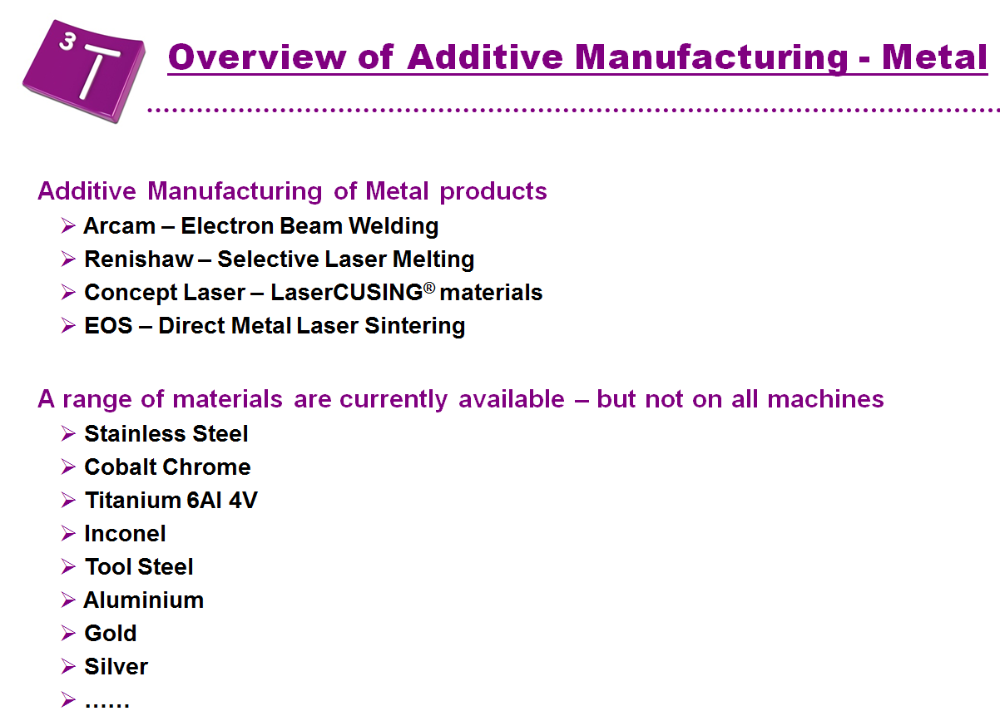 3T
Overview of Additive Manufacturing - Metal
Additive Manufacturing of Metal products
Arcam – Electron Beam Welding
Renishaw – Selective Laser Melting
Concept Laser – LaserCUSING® materials
EOS – Direct Metal Laser Sintering
A range of materials are currently available – but not on all machines
Stainless Steel
Cobalt Chrome
Titanium 6Al 4V
Inconel
Tool Steel
Aluminium
Gold
Silver
……